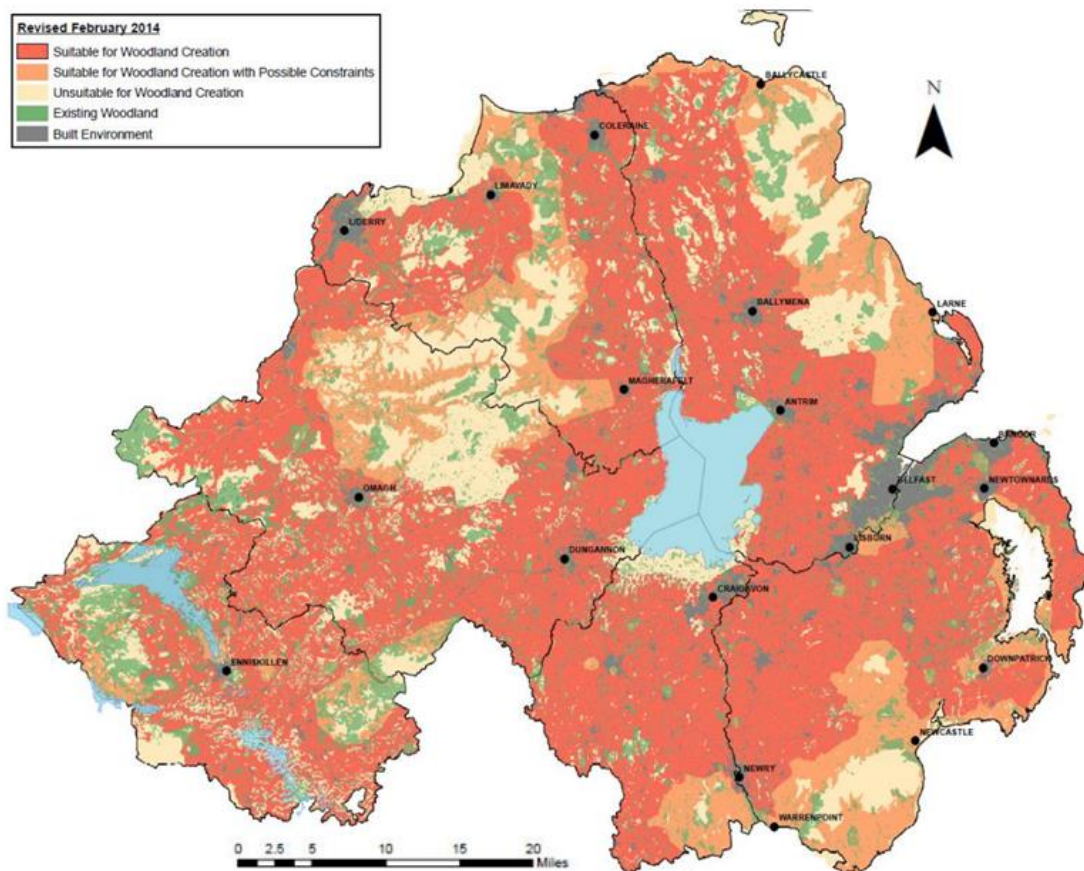 Revised February 2014
Suitable for Woodland Creation
Suitable for Woodland Creation with Possible Constraints
Unsuitable for Woodland Creation
Existing Woodland
Built Environment
BALLYCASTLE
N
COLERAINE
LIMAVADY
L/DERRY
BALLYMENA
LARNE
MAGHERAFELT
ANTRIM
BANGOR
OMAGH
BELFAST
NEWTOWNARDS
LISBURN
DUNGANNON
CRAIGAVON
ENNISKILLEN
DOWNPATRICK
NEWCASTLE
NEWRY
WARRENPOINT
0 2.5 5 10 15 20
Miles